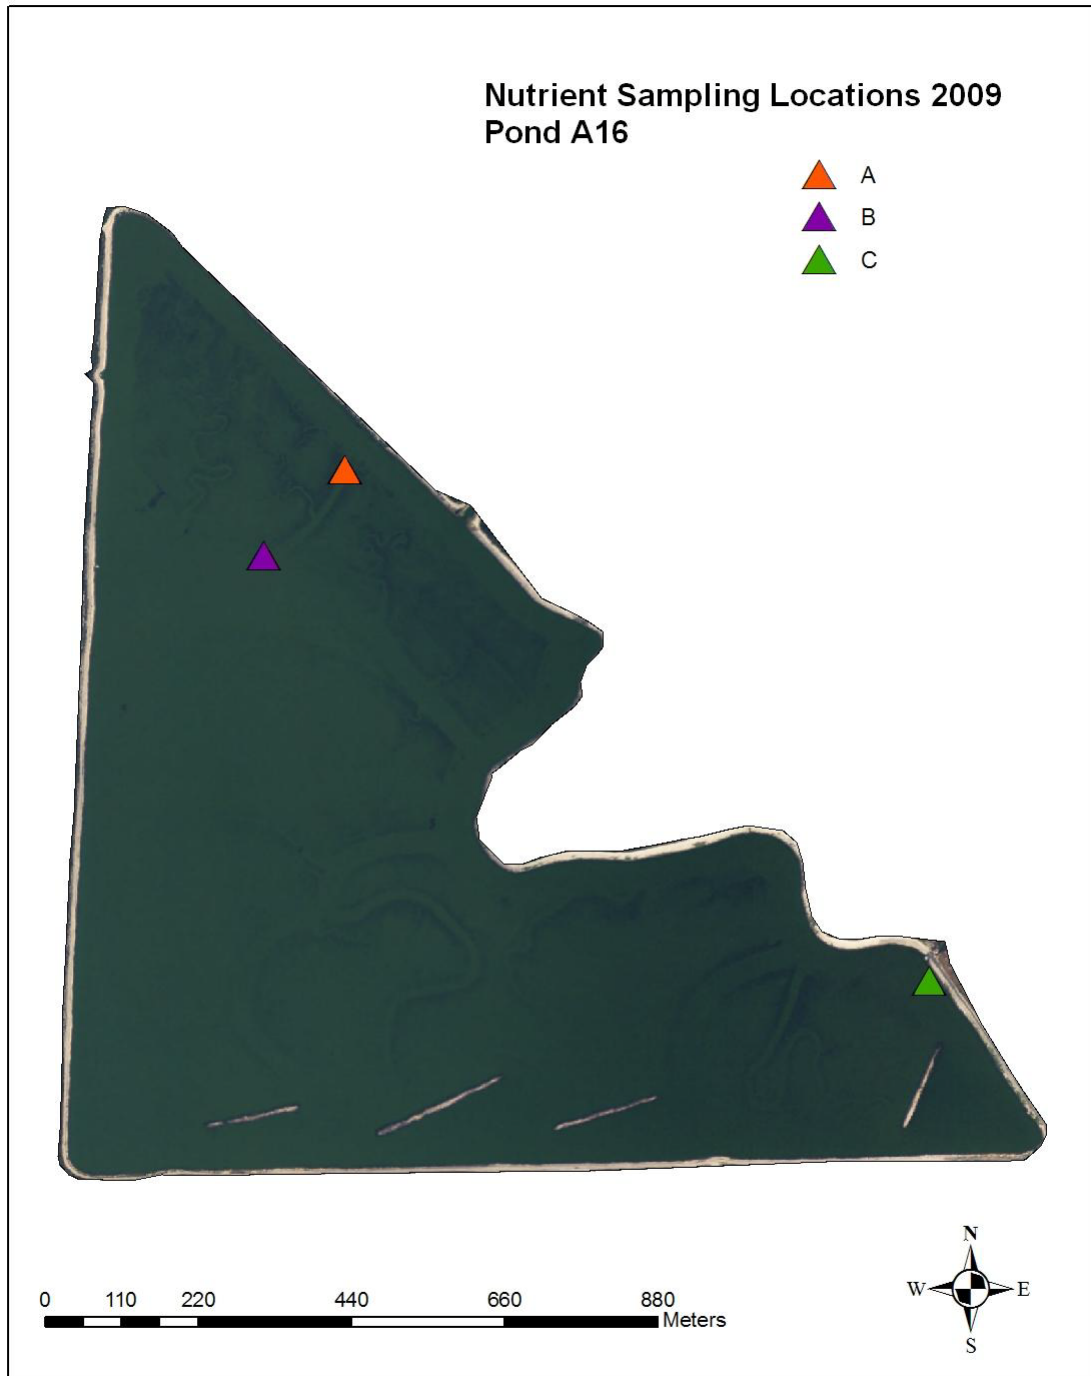 Nutrient Sampling Locations 2009
Pond A16
A
B
C
N
W E
S
0 110 220 440 660 880
Meters